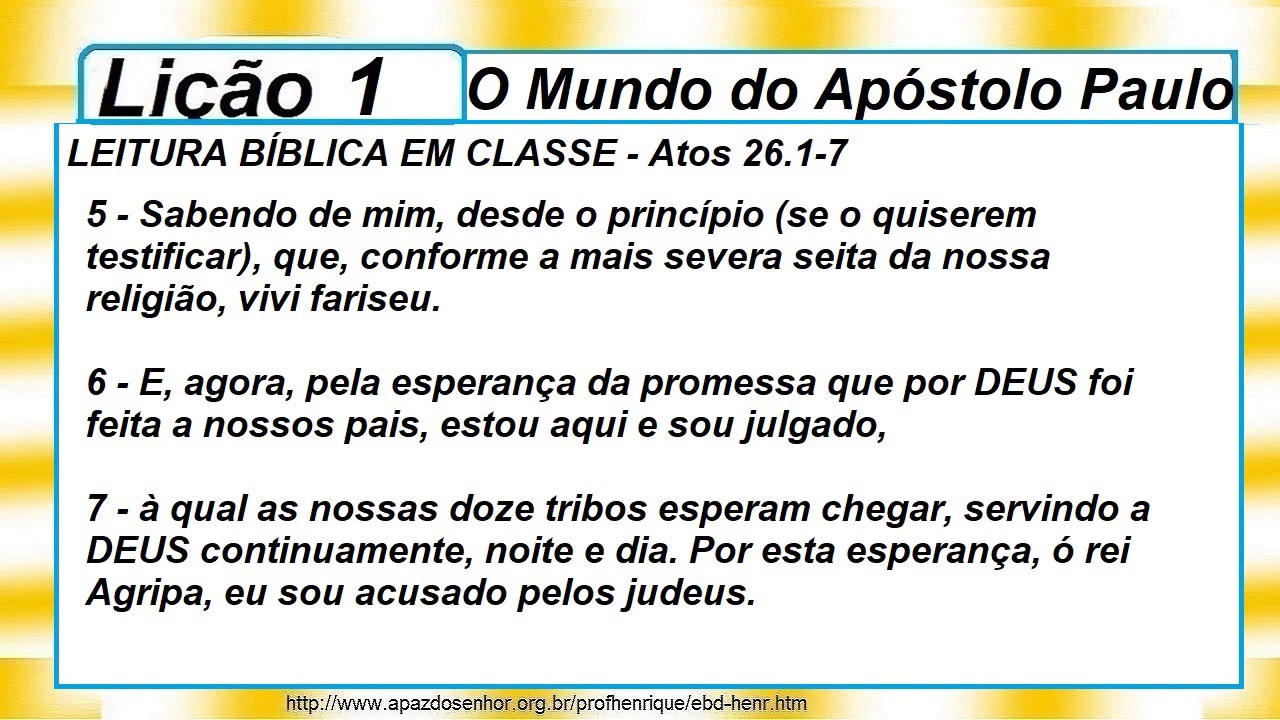 Lição 1
O Mundo do Apóstolo Paulo
LEITURA BÍBLICA EM CLASSE - Atos 26.1-7
5 - Sabendo de mim, desde o princípio (se o quiserem
testificar), que, conforme a mais severa seita da nossa
religião, vivi fariseu.
6 - E, agora, pela esperança da promessa que por DEUS foi
feita a nossos pais, estou aqui e sou julgado,
7 - à qual as nossas doze tribos esperam chegar, servindo a
DEUS continuamente, noite e dia. Por esta esperança, ó rei
Agripa, eu sou acusado pelos judeus.
http://www.apazdosenhor.org.br/profhenrique/ebd-henr.htm